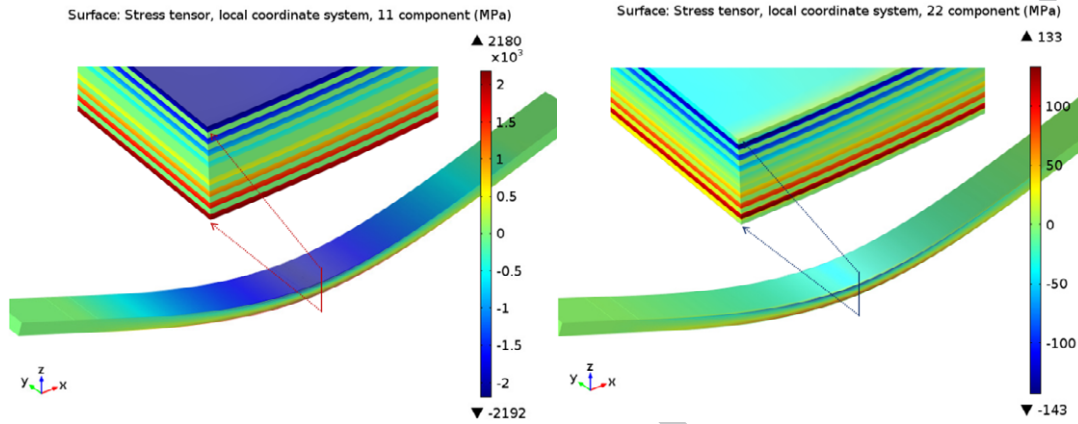 Surface: Stress tensor, local coordinate system, 11 component (MPa)
▲ 2180
×10³
2
1.5
1
0.5
0
-0.5
-1
-1.5
-2
▼ -2192
z
y
x
Surface: Stress tensor, local coordinate system, 22 component (MPa)
▲ 133
100
50
0
-50
-100
▼ -143
z
y
x